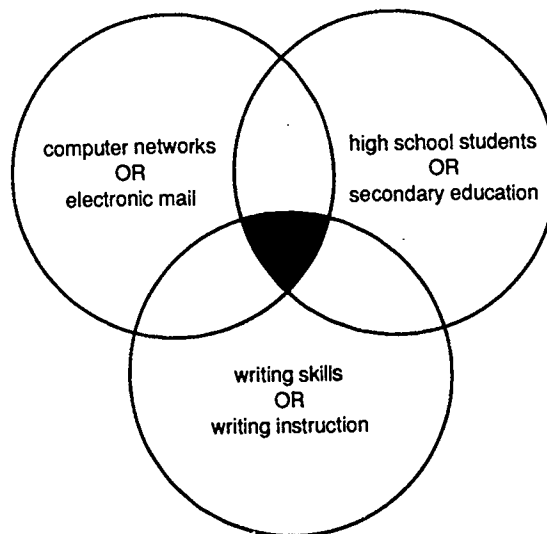 computer networks
OR
electronic mail
high school students
OR
secondary education
writing skills
OR
writing instruction